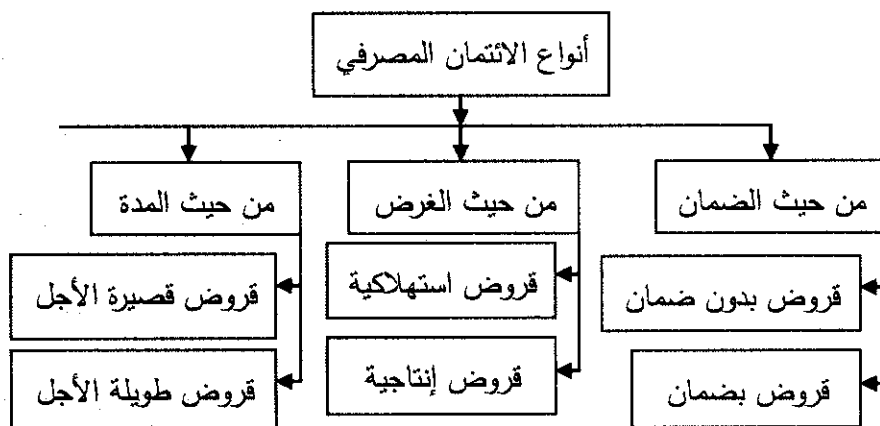 أنواع الائتمان المصرفي
من حيث الضمان
من حيث الغرض
من حيث المدة
قروض بدون ضمان
قروض استهلاكية
قروض قصيرة الأجل
قروض بضمان
قروض إنتاجية
قروض طويلة الأجل